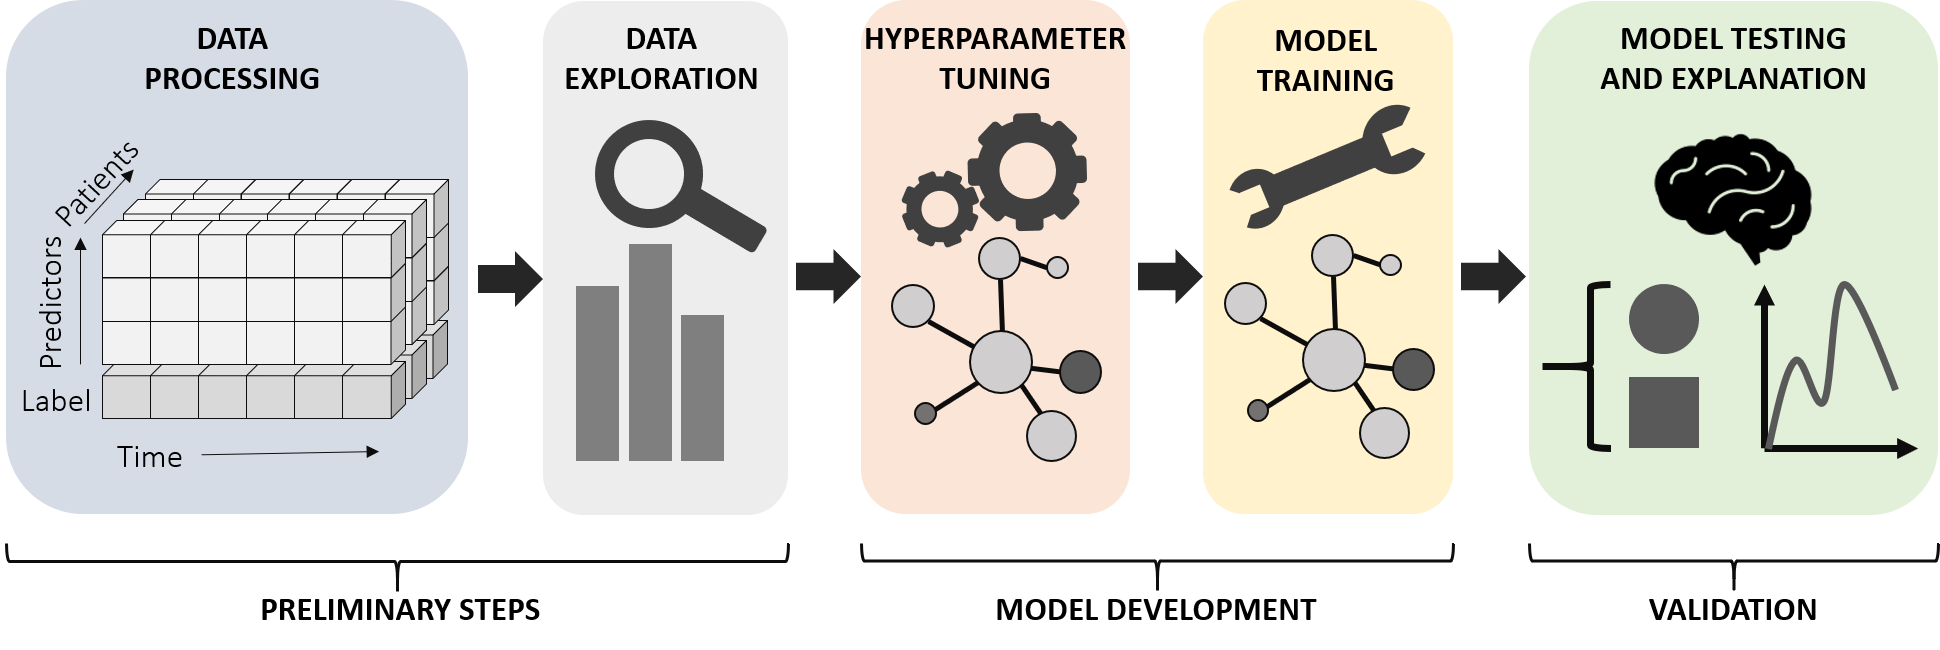 DATA
PROCESSING
Patients
Predictors
Label
Time
DATA
EXPLORATION
HYPERPARAMETER
TUNING
MODEL
TRAINING
MODEL TESTING
AND EXPLANATION
PRELIMINARY STEPS
MODEL DEVELOPMENT
VALIDATION